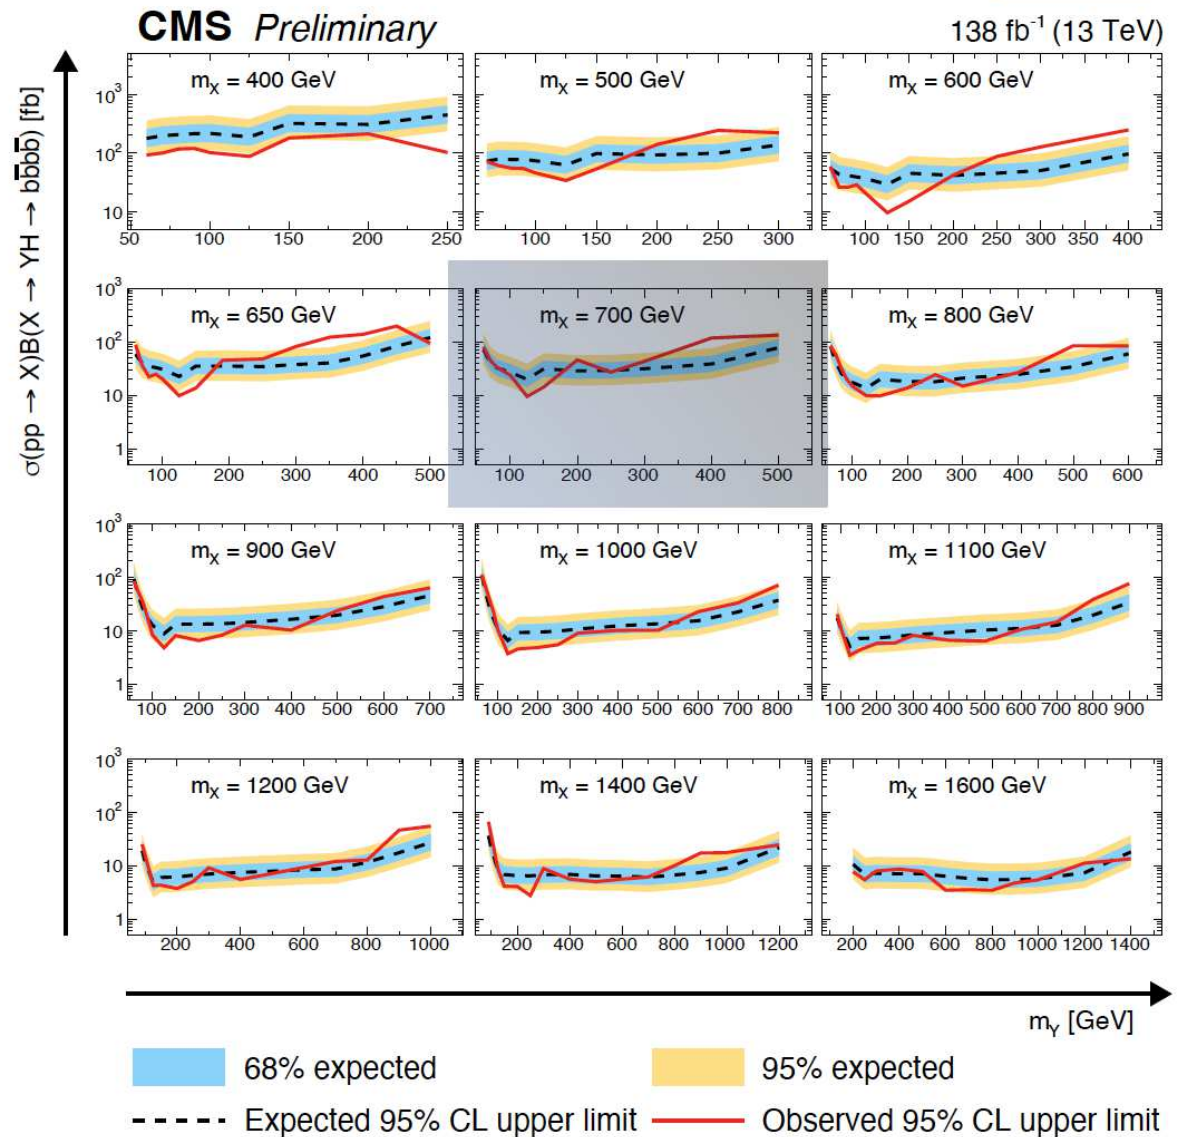 CMS Preliminary 138 fb⁻¹ (13 TeV)
σ(pp → X)B(X → YH → bb̅bb̅) [fb]
m_X = 400 GeV m_X = 500 GeV m_X = 600 GeV
10³
10²
10
50 100 150 200 250 100 150 200 250 300 100 150 200 250 300 350 400
m_X = 650 GeV m_X = 700 GeV m_X = 800 GeV
10³
10²
10
1
100 200 300 400 500 100 200 300 400 500 100 200 300 400 500 600
m_X = 900 GeV m_X = 1000 GeV m_X = 1100 GeV
10³
10²
10
1
100 200 300 400 500 600 700 100 200 300 400 500 600 700 800 100 200 300 400 500 600 700 800 900
m_X = 1200 GeV m_X = 1400 GeV m_X = 1600 GeV
10³
10²
10
1
200 400 600 800 1000 200 400 600 800 1000 1200 200 400 600 800 1000 1200 1400
m_Y [GeV]
68% expected 95% expected
Expected 95% CL upper limit Observed 95% CL upper limit